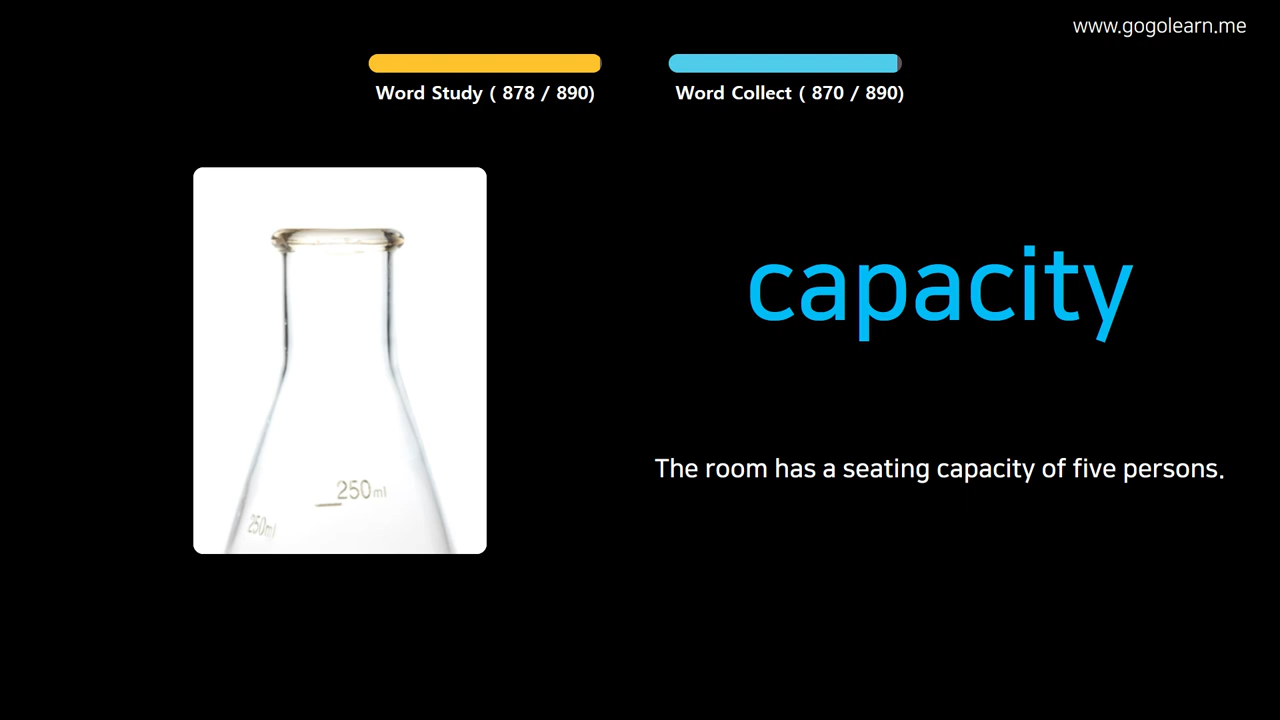 www.gogolearn.me
Word Study ( 878 / 890)
Word Collect ( 870 / 890)
capacity
The room has a seating capacity of five persons.
250ml
250ml